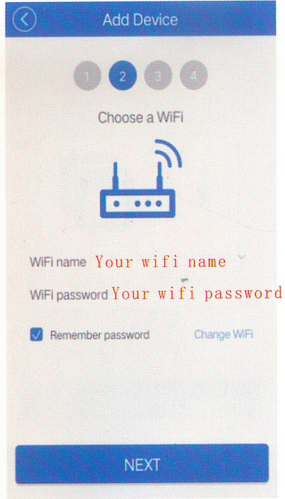 Add Device
1 2 3 4
Choose a WiFi
WiFi name Your wifi name
WiFi password Your wifi password
Remember password Change WiFi
NEXT